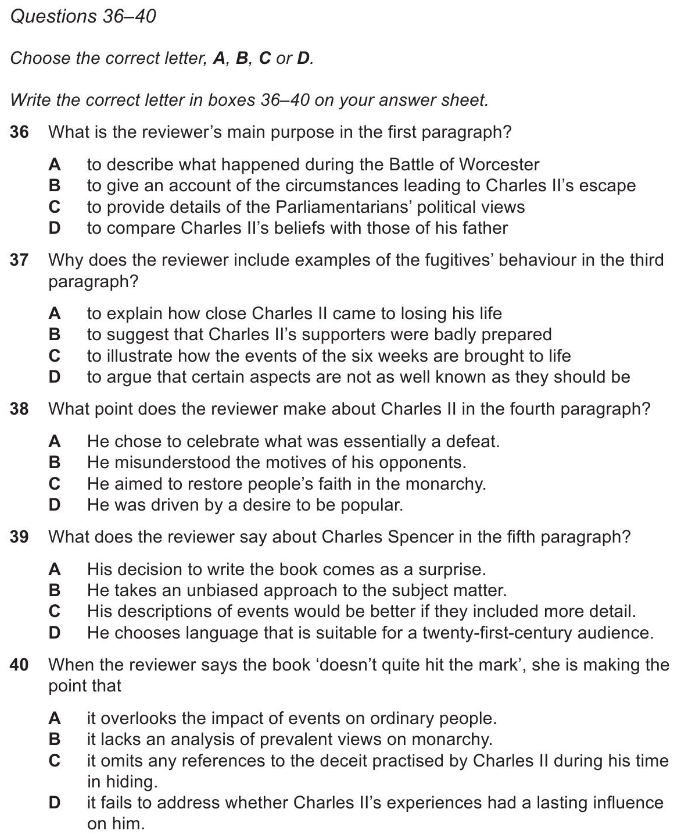 Questions 36–40
Choose the correct letter, A, B, C or D.
Write the correct letter in boxes 36–40 on your answer sheet.
36 What is the reviewer's main purpose in the first paragraph?
A to describe what happened during the Battle of Worcester
B to give an account of the circumstances leading to Charles II's escape
C to provide details of the Parliamentarians' political views
D to compare Charles II's beliefs with those of his father
37 Why does the reviewer include examples of the fugitives' behaviour in the third
paragraph?
A to explain how close Charles II came to losing his life
B to suggest that Charles II's supporters were badly prepared
C to illustrate how the events of the six weeks are brought to life
D to argue that certain aspects are not as well known as they should be
38 What point does the reviewer make about Charles II in the fourth paragraph?
A He chose to celebrate what was essentially a defeat.
B He misunderstood the motives of his opponents.
C He aimed to restore people's faith in the monarchy.
D He was driven by a desire to be popular.
39 What does the reviewer say about Charles Spencer in the fifth paragraph?
A His decision to write the book comes as a surprise.
B He takes an unbiased approach to the subject matter.
C His descriptions of events would be better if they included more detail.
D He chooses language that is suitable for a twenty-first-century audience.
40 When the reviewer says the book 'doesn't quite hit the mark', she is making the
point that
A it overlooks the impact of events on ordinary people.
B it lacks an analysis of prevalent views on monarchy.
C it omits any references to the deceit practised by Charles II during his time
in hiding.
D it fails to address whether Charles II's experiences had a lasting influence
on him.